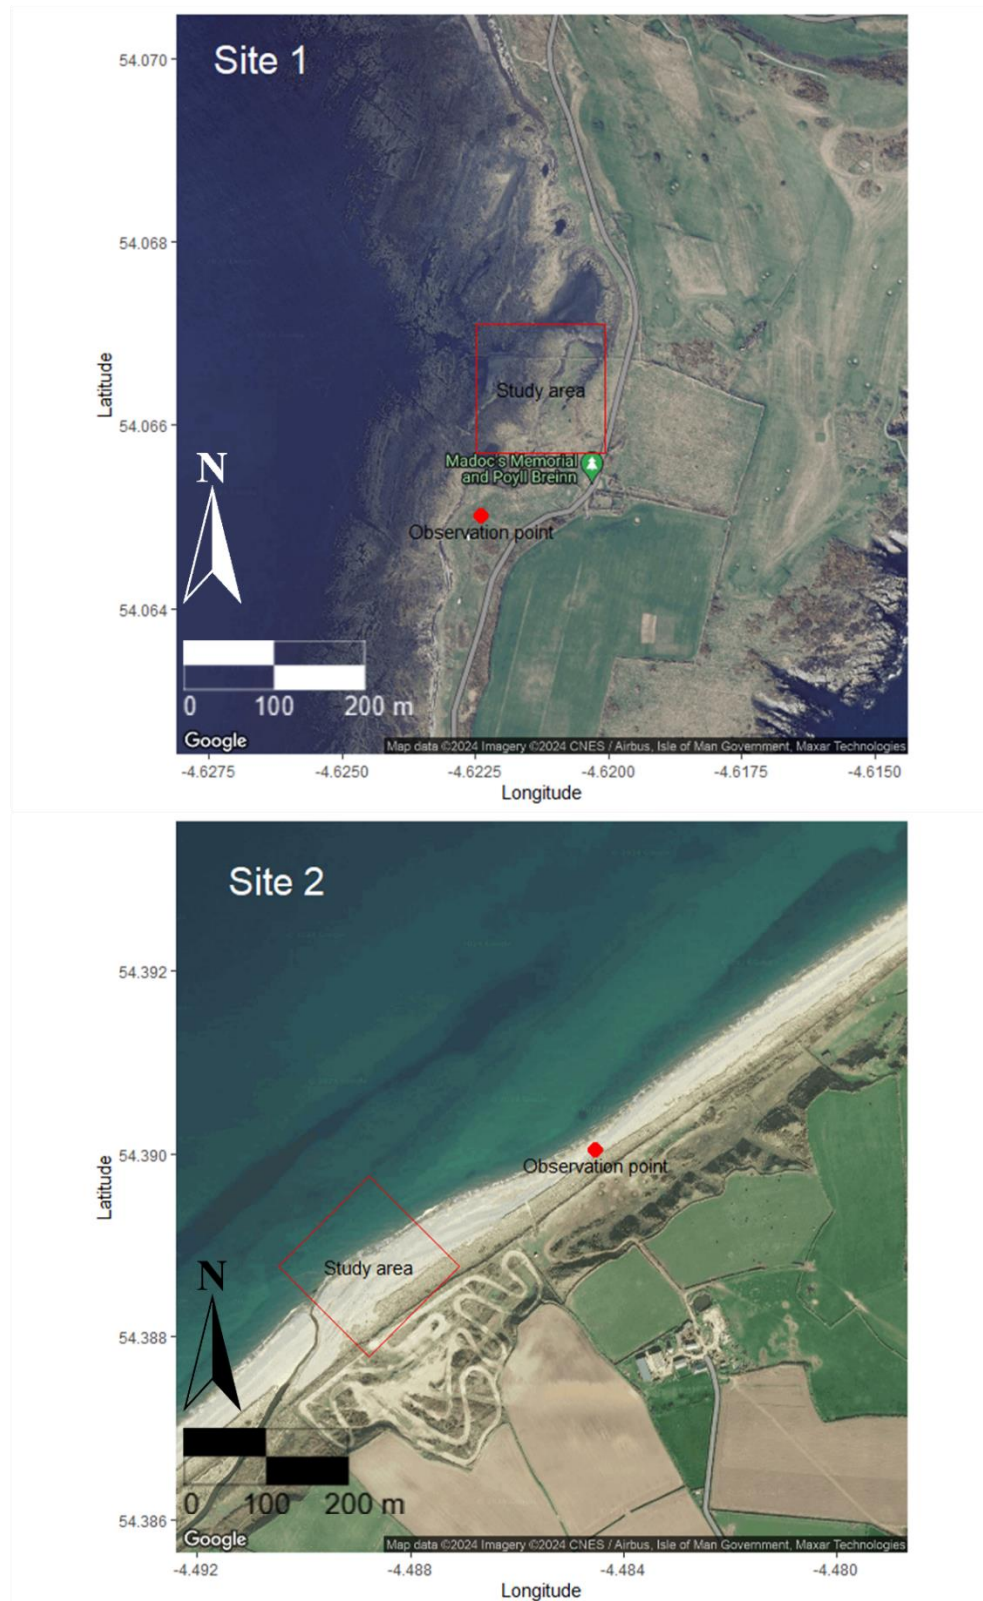 Site 1
54.070
54.068
54.066
54.064
Latitude
Study area
Madoc's Memorial
and Poyll Breinn
Observation point
N
0 100 200 m
Google
Map data ©2024 Imagery ©2024 CNES / Airbus, Isle of Man Government, Maxar Technologies
-4.6275 -4.6250 -4.6225 -4.6200 -4.6175 -4.6150
Longitude
Site 2
54.392
54.390
54.388
54.386
Latitude
Observation point
Study area
N
0 100 200 m
Google
Map data ©2024 Imagery ©2024 CNES / Airbus, Isle of Man Government, Maxar Technologies
-4.492 -4.488 -4.484 -4.480
Longitude